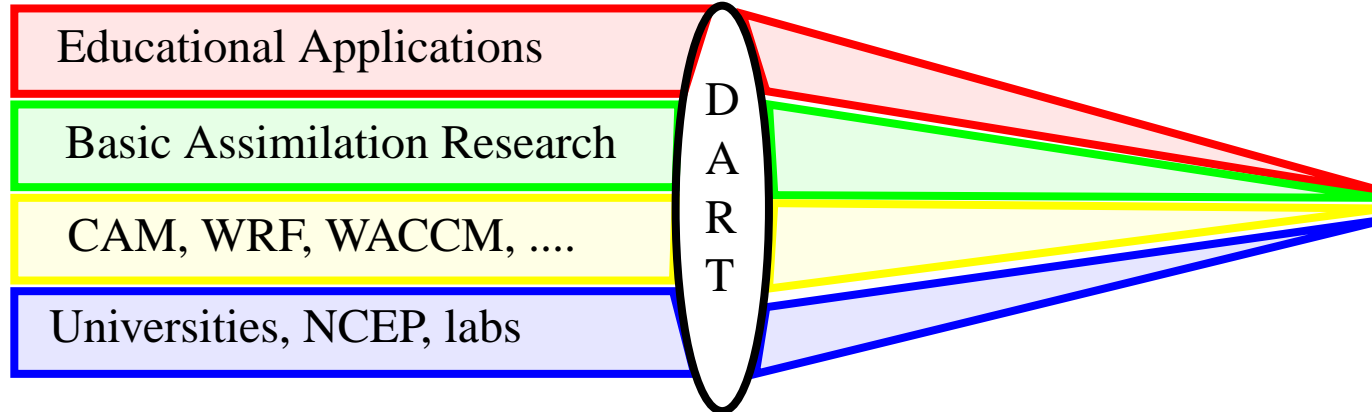 Educational Applications
Basic Assimilation Research
CAM, WRF, WACCM, ....
Universities, NCEP, labs
D
A
R
T